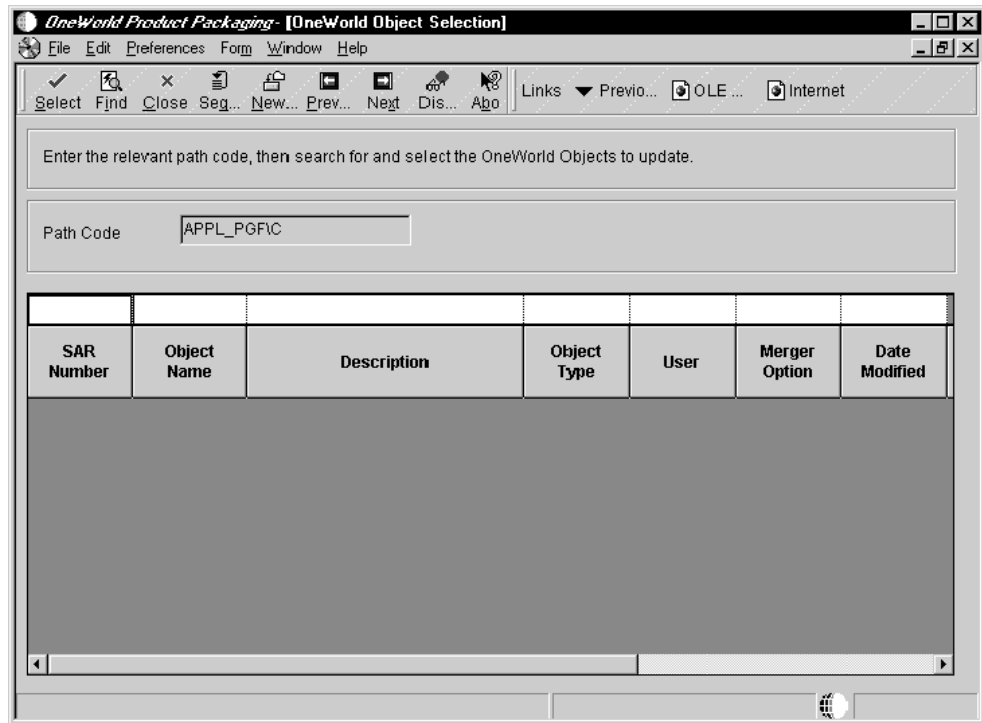 OneWorld Product Packaging - [OneWorld Object Selection]
File Edit Preferences Form Window Help
Select Find Close Seq... New... Prev... Next Dis... Abo Links Previo... OLE ... Internet
Enter the relevant path code, then search for and select the OneWorld Objects to update.
Path Code APPL_PGF\C
SAR Number Object Name Description Object Type User Merger Option Date Modified